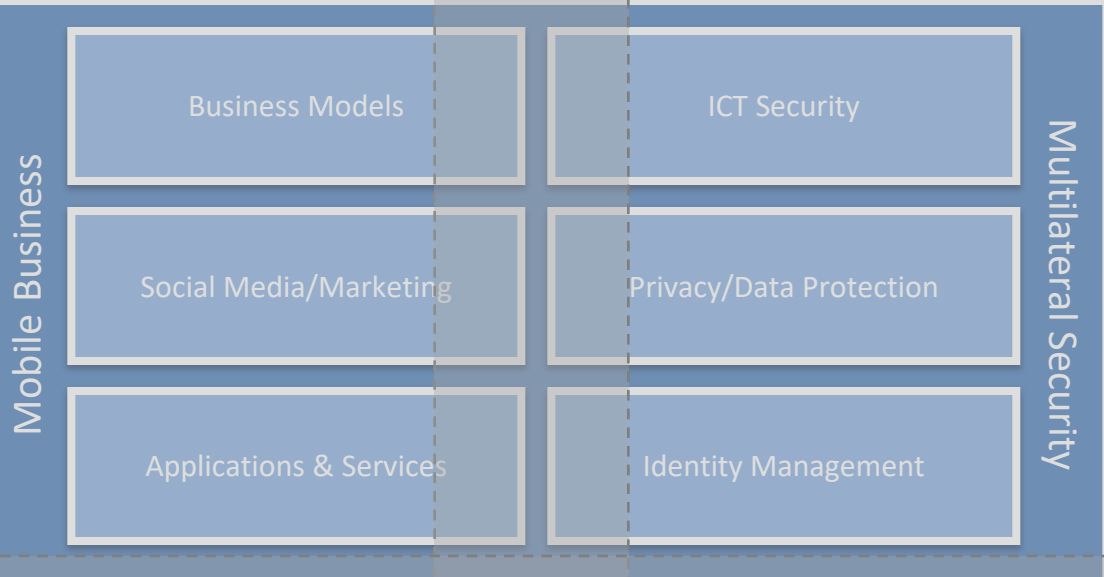 Mobile Business
Business Models
ICT Security
Social Media/Marketing
Privacy/Data Protection
Applications & Services
Identity Management
Multilateral Security